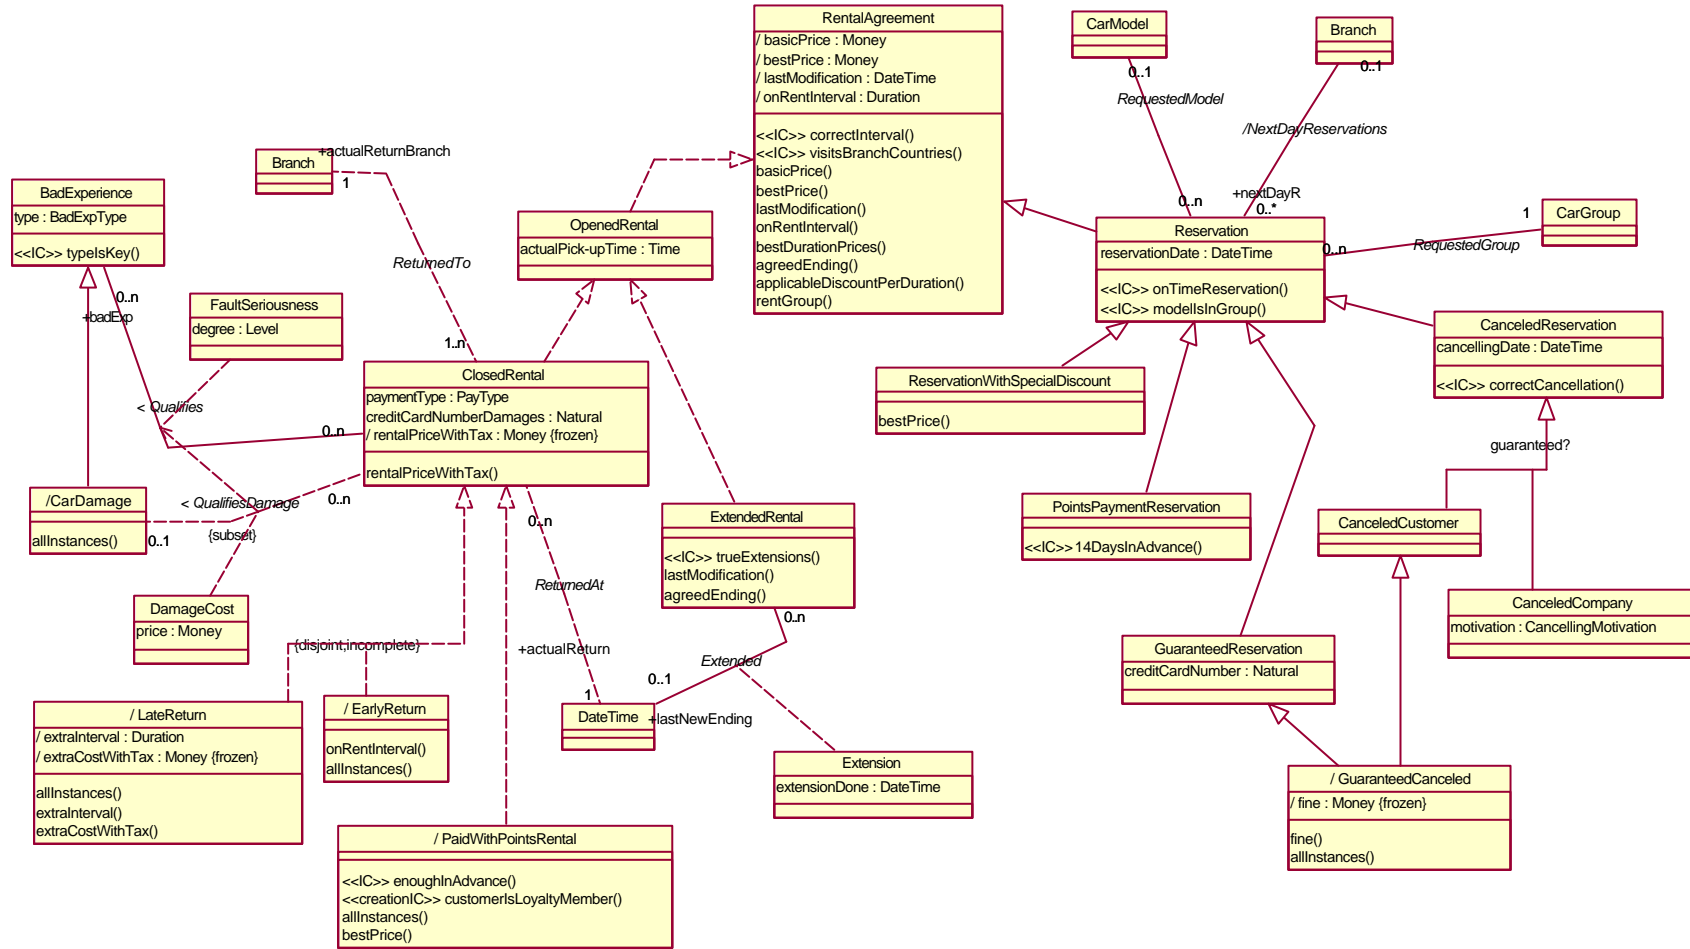 RentalAgreement
/ basicPrice : Money
/ bestPrice : Money
/ lastModification : DateTime
/ onRentInterval : Duration
<<IC>> correctInterval()
<<IC>> visitsBranchCountries()
basicPrice()
bestPrice()
lastModification()
onRentInterval()
bestDurationPrices()
agreedEnding()
applicableDiscountPerDuration()
rentGroup()
CarModel
0..1
RequestedModel
0..n
Branch
0..1
/NextDayReservations
+nextDayR
0..*
CarGroup
1
RequestedGroup
0..n
Reservation
reservationDate : DateTime
<<IC>> onTimeReservation()
<<IC>> modelIsInGroup()
Branch
+actualReturnBranch
1
ReturnedTo
1..n
BadExperience
type : BadExpType
<<IC>> typeIsKey()
0..n
+badExp
FaultSeriousness
degree : Level
< Qualifies
0..n
OpenedRental
actualPick-upTime : Time
ClosedRental
paymentType : PayType
creditCardNumberDamages : Natural
/ rentalPriceWithTax : Money {frozen}
rentalPriceWithTax()
CanceledReservation
cancellingDate : DateTime
<<IC>> correctCancellation()
guaranteed?
ReservationWithSpecialDiscount
bestPrice()
/CarDamage
allInstances()
0..1
< QualifiesDamage
0..n
{subset}
DamageCost
price : Money
ExtendedRental
<<IC>> trueExtensions()
lastModification()
agreedEnding()
PointsPaymentReservation
<<IC>> 14DaysInAdvance()
CanceledCustomer
CanceledCompany
motivation : CancellingMotivation
0..n
ReturnedAt
+actualReturn
1
0..n
Extended
0..1
+lastNewEnding
DateTime
{disjoint,incomplete}
GuaranteedReservation
creditCardNumber : Natural
/ LateReturn
/ extraInterval : Duration
/ extraCostWithTax : Money {frozen}
allInstances()
extraInterval()
extraCostWithTax()
/ EarlyReturn
onRentInterval()
allInstances()
Extension
extensionDone : DateTime
/ GuaranteedCanceled
/ fine : Money {frozen}
fine()
allInstances()
/ PaidWithPointsRental
<<IC>> enoughInAdvance()
<<creationIC>> customerIsLoyaltyMember()
allInstances()
bestPrice()